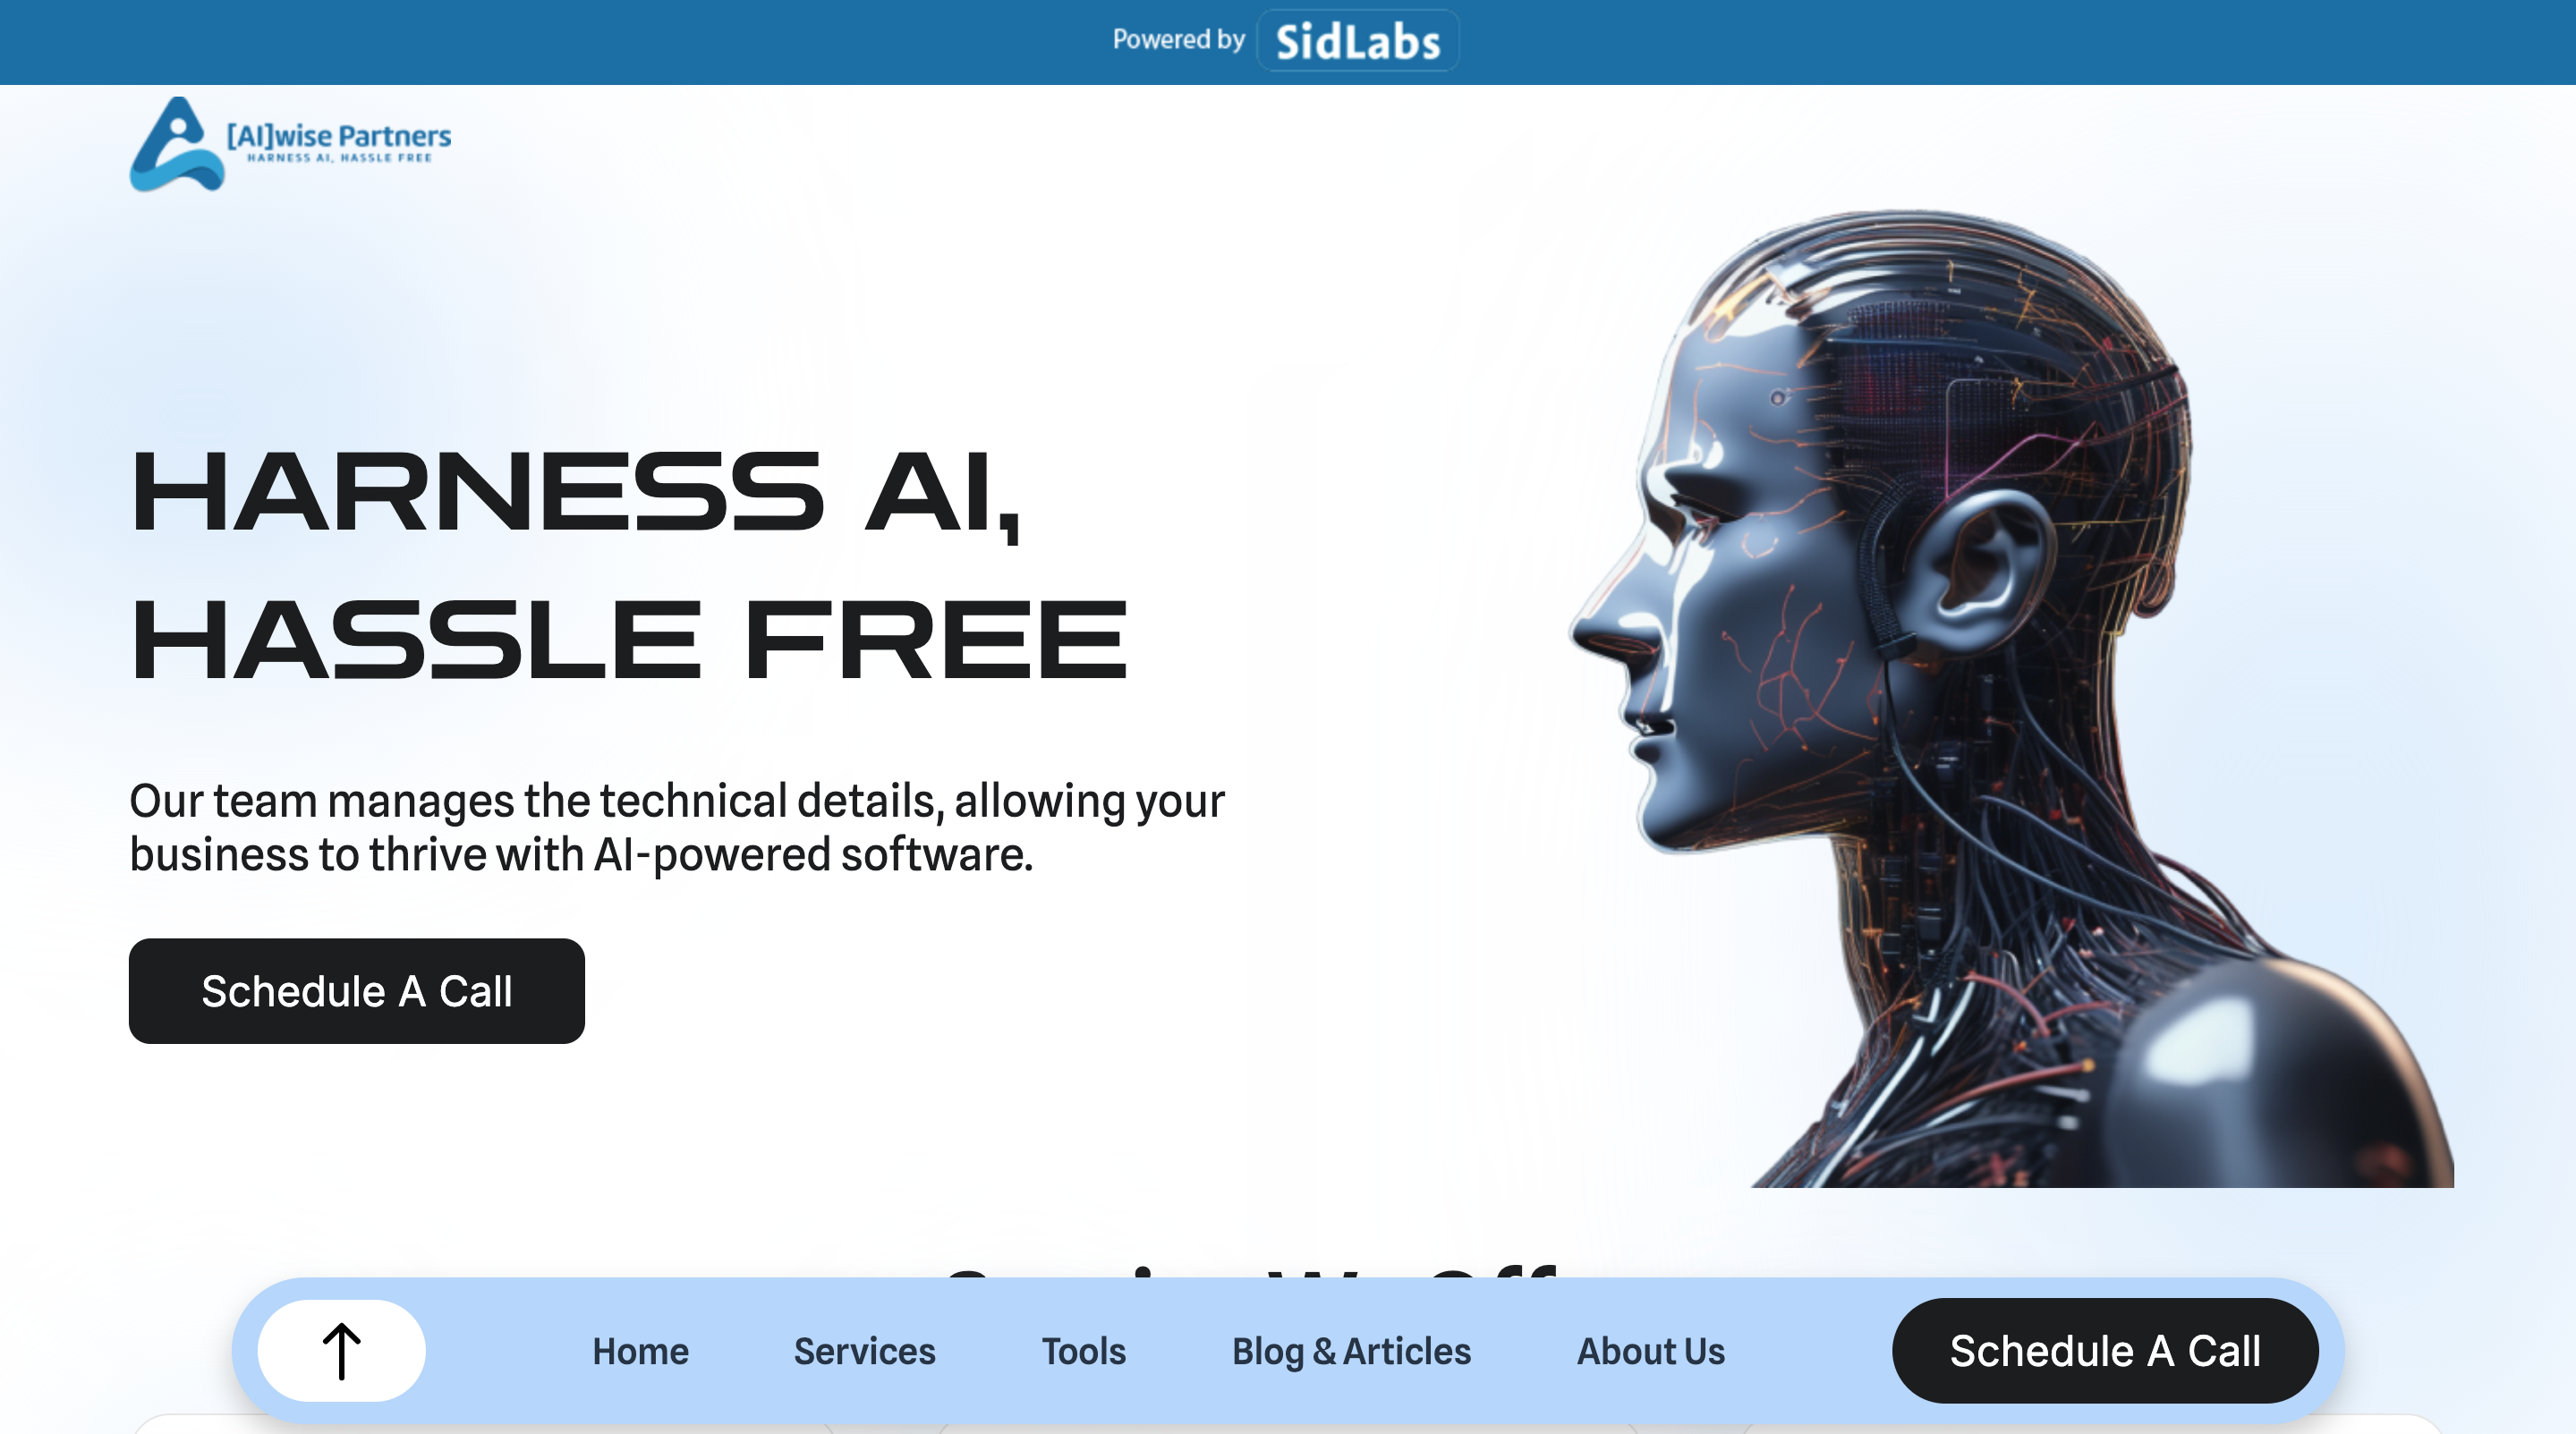 Powered by SidLabs
[AI]wise Partners
HARNESS AI, HASSLE FREE
HARNESS AI,
HASSLE FREE
Our team manages the technical details, allowing your
business to thrive with AI-powered software.
Schedule A Call
Home Services Tools Blog & Articles About Us Schedule A Call